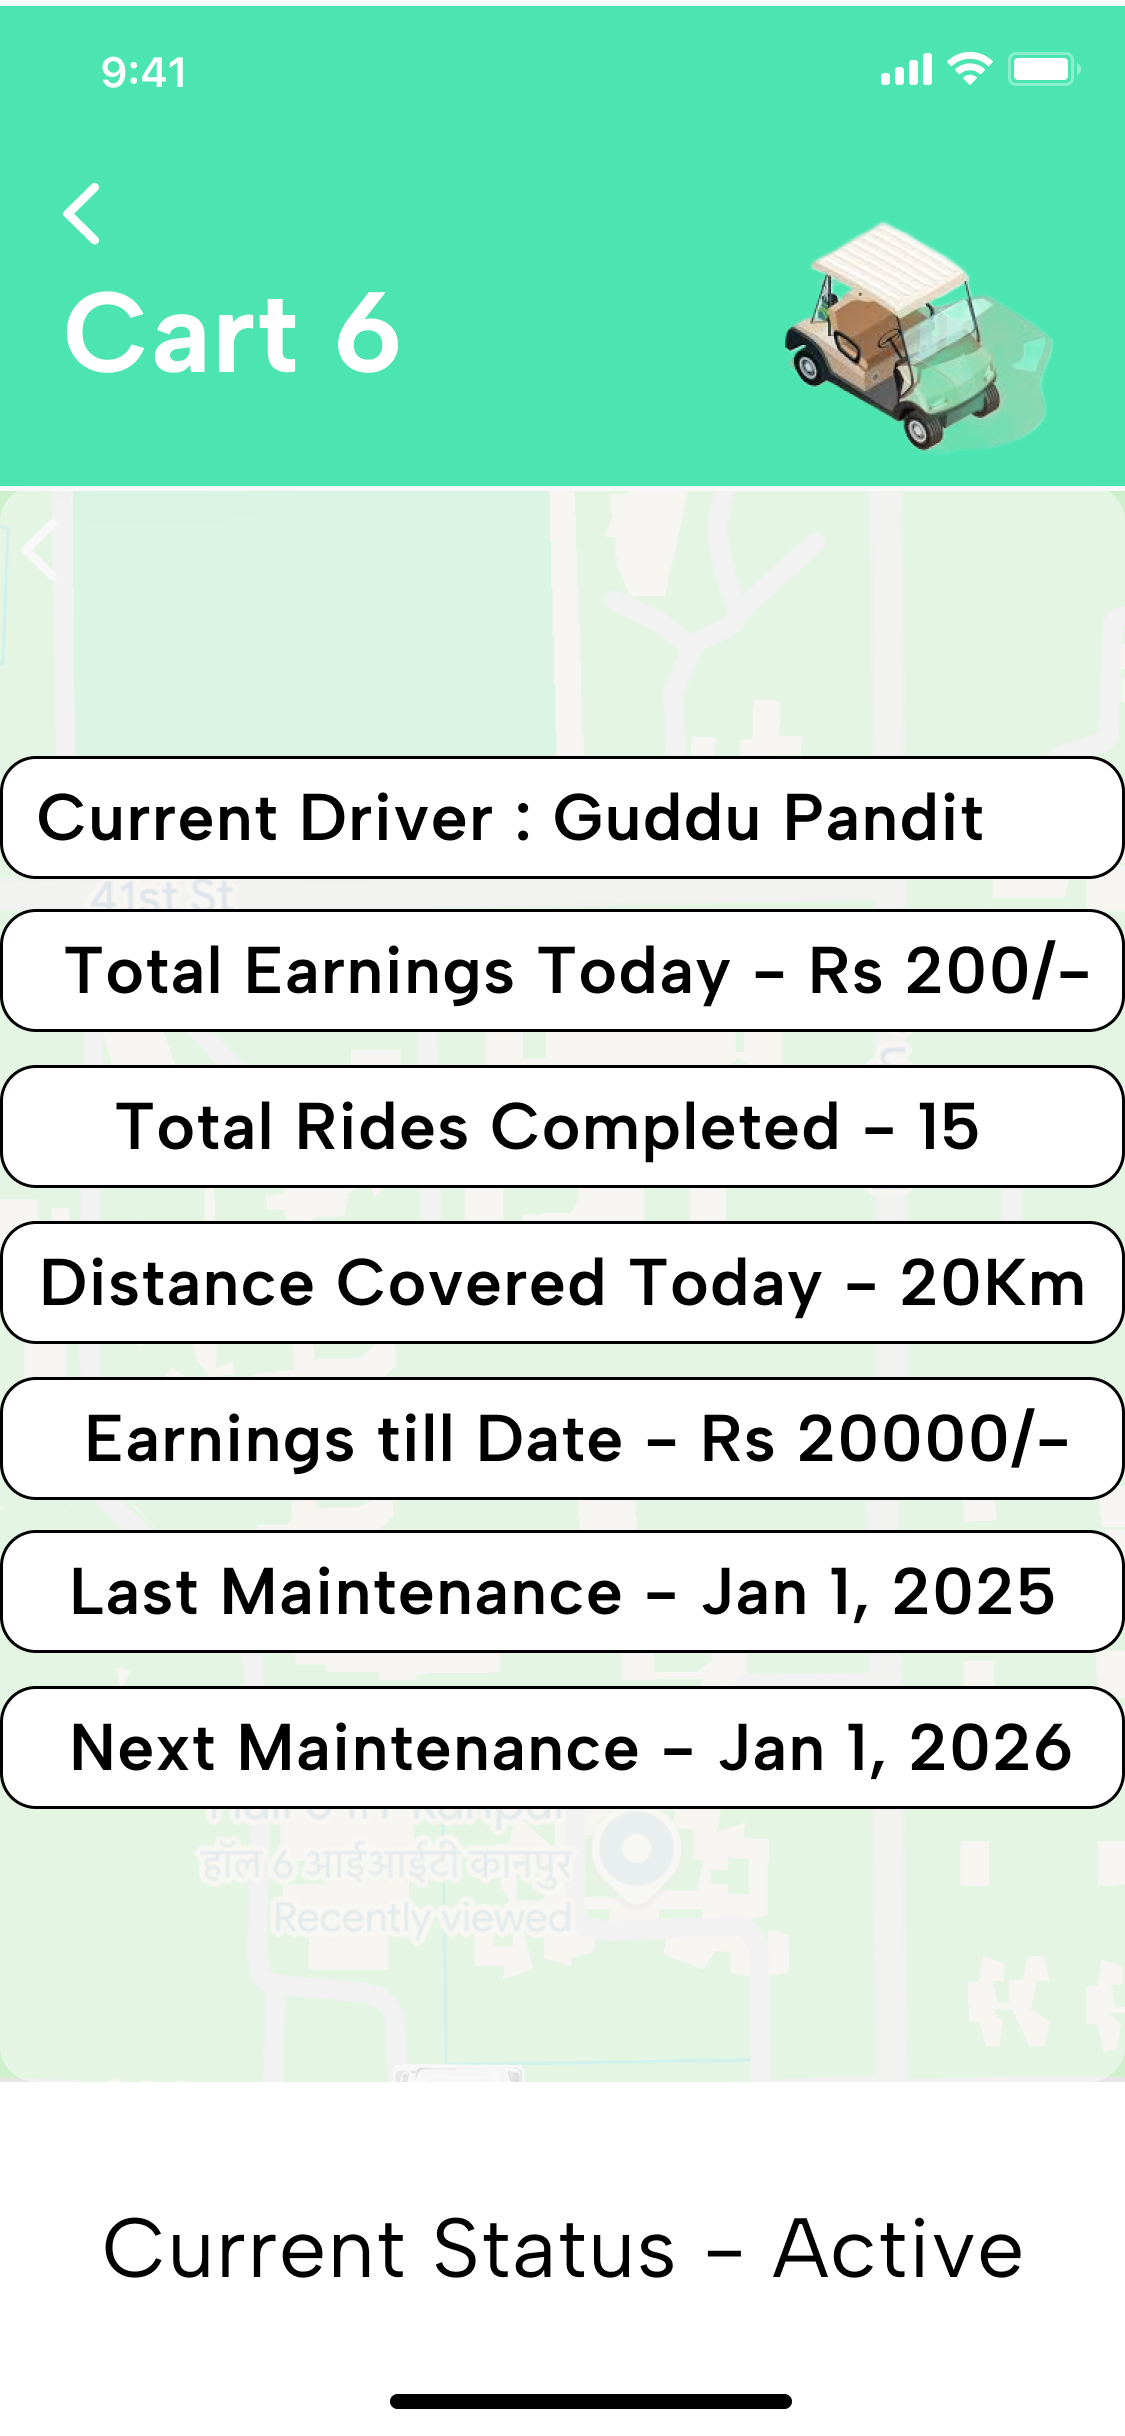 9:41
Cart 6
Current Driver : Guddu Pandit
41st St
Total Earnings Today - Rs 200/-
Total Rides Completed - 15
Distance Covered Today - 20Km
Earnings till Date - Rs 20000/-
Last Maintenance - Jan 1, 2025
Next Maintenance - Jan 1, 2026
हॉल 6 आईआईटी कानपुर
Recently viewed
Current Status - Active